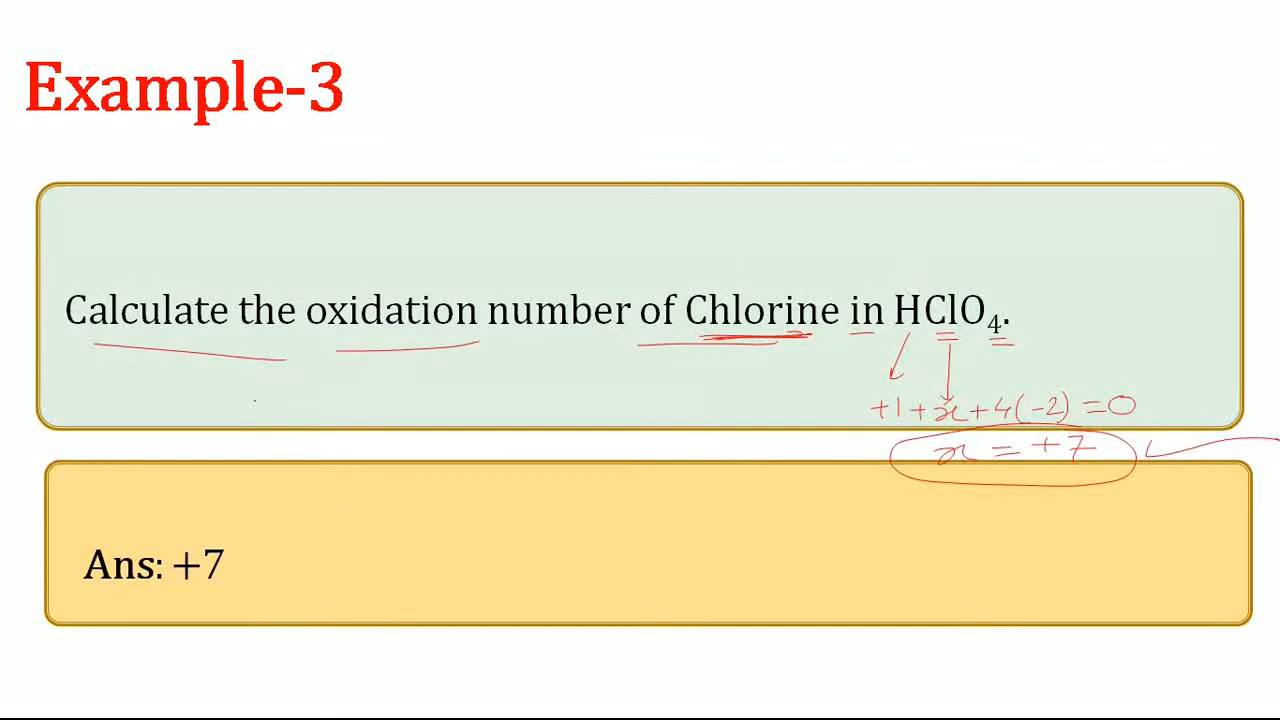 Example-3
Calculate the oxidation number of Chlorine in HClO₄.
+1 + x + 4(-2) = 0
x = +7
Ans: +7